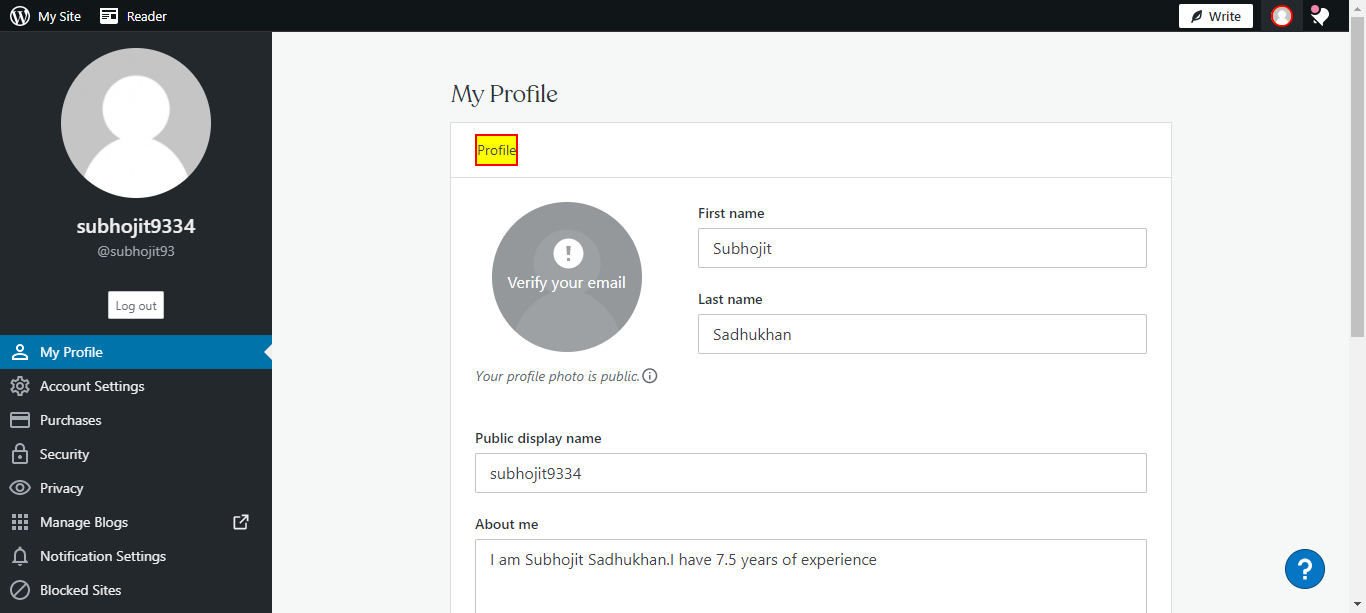 My Site Reader Write
subhojit9334
@subhojit93
Log out
My Profile
Account Settings
Purchases
Security
Privacy
Manage Blogs
Notification Settings
Blocked Sites
My Profile
Profile
!
Verify your email
Your profile photo is public.
First name
Subhojit
Last name
Sadhukhan
Public display name
subhojit9334
About me
I am Subhojit Sadhukhan.I have 7.5 years of experience
?